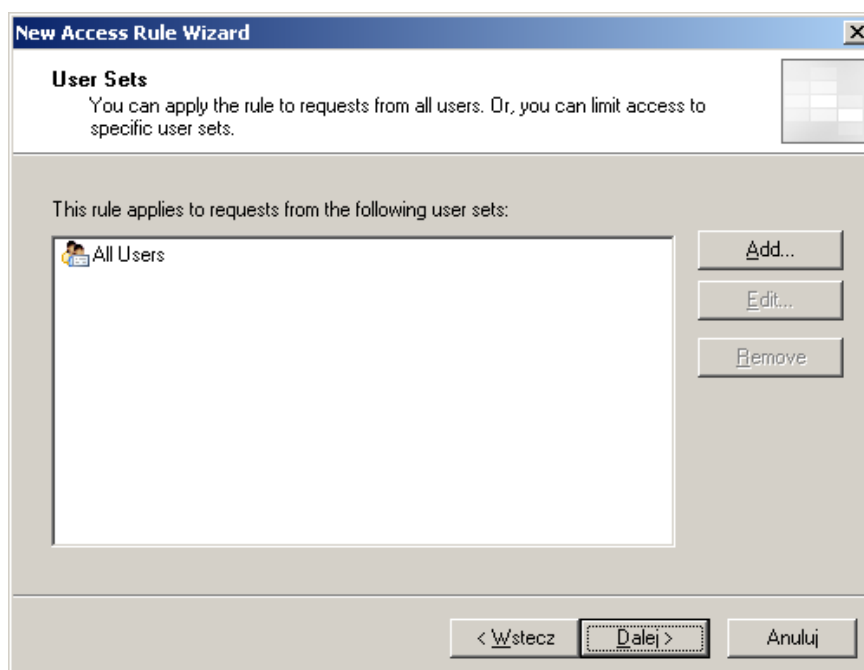 New Access Rule Wizard
User Sets
You can apply the rule to requests from all users. Or, you can limit access to
specific user sets.
This rule applies to requests from the following user sets:
All Users
Add...
Edit...
Remove
< Wstecz
Dalej >
Anuluj